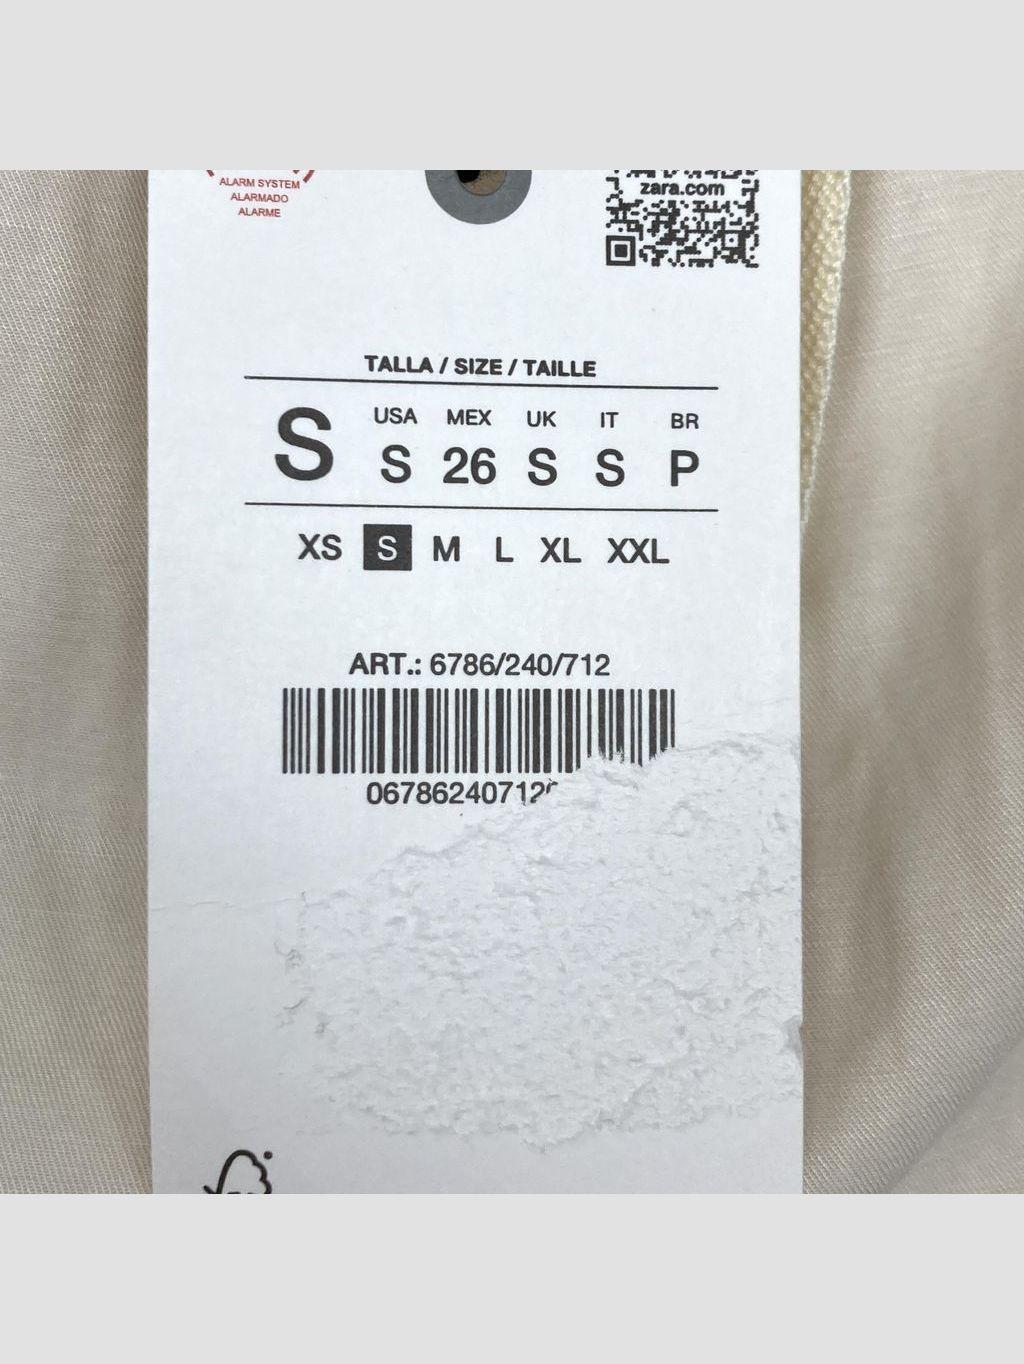 ALARM SYSTEM
ALARMADO
ALARME
zara.com
TALLA / SIZE / TAILLE
S
USA MEX UK IT BR
S 26 S S P
XS S M L XL XXL
ART.: 6786/240/712
06786240712